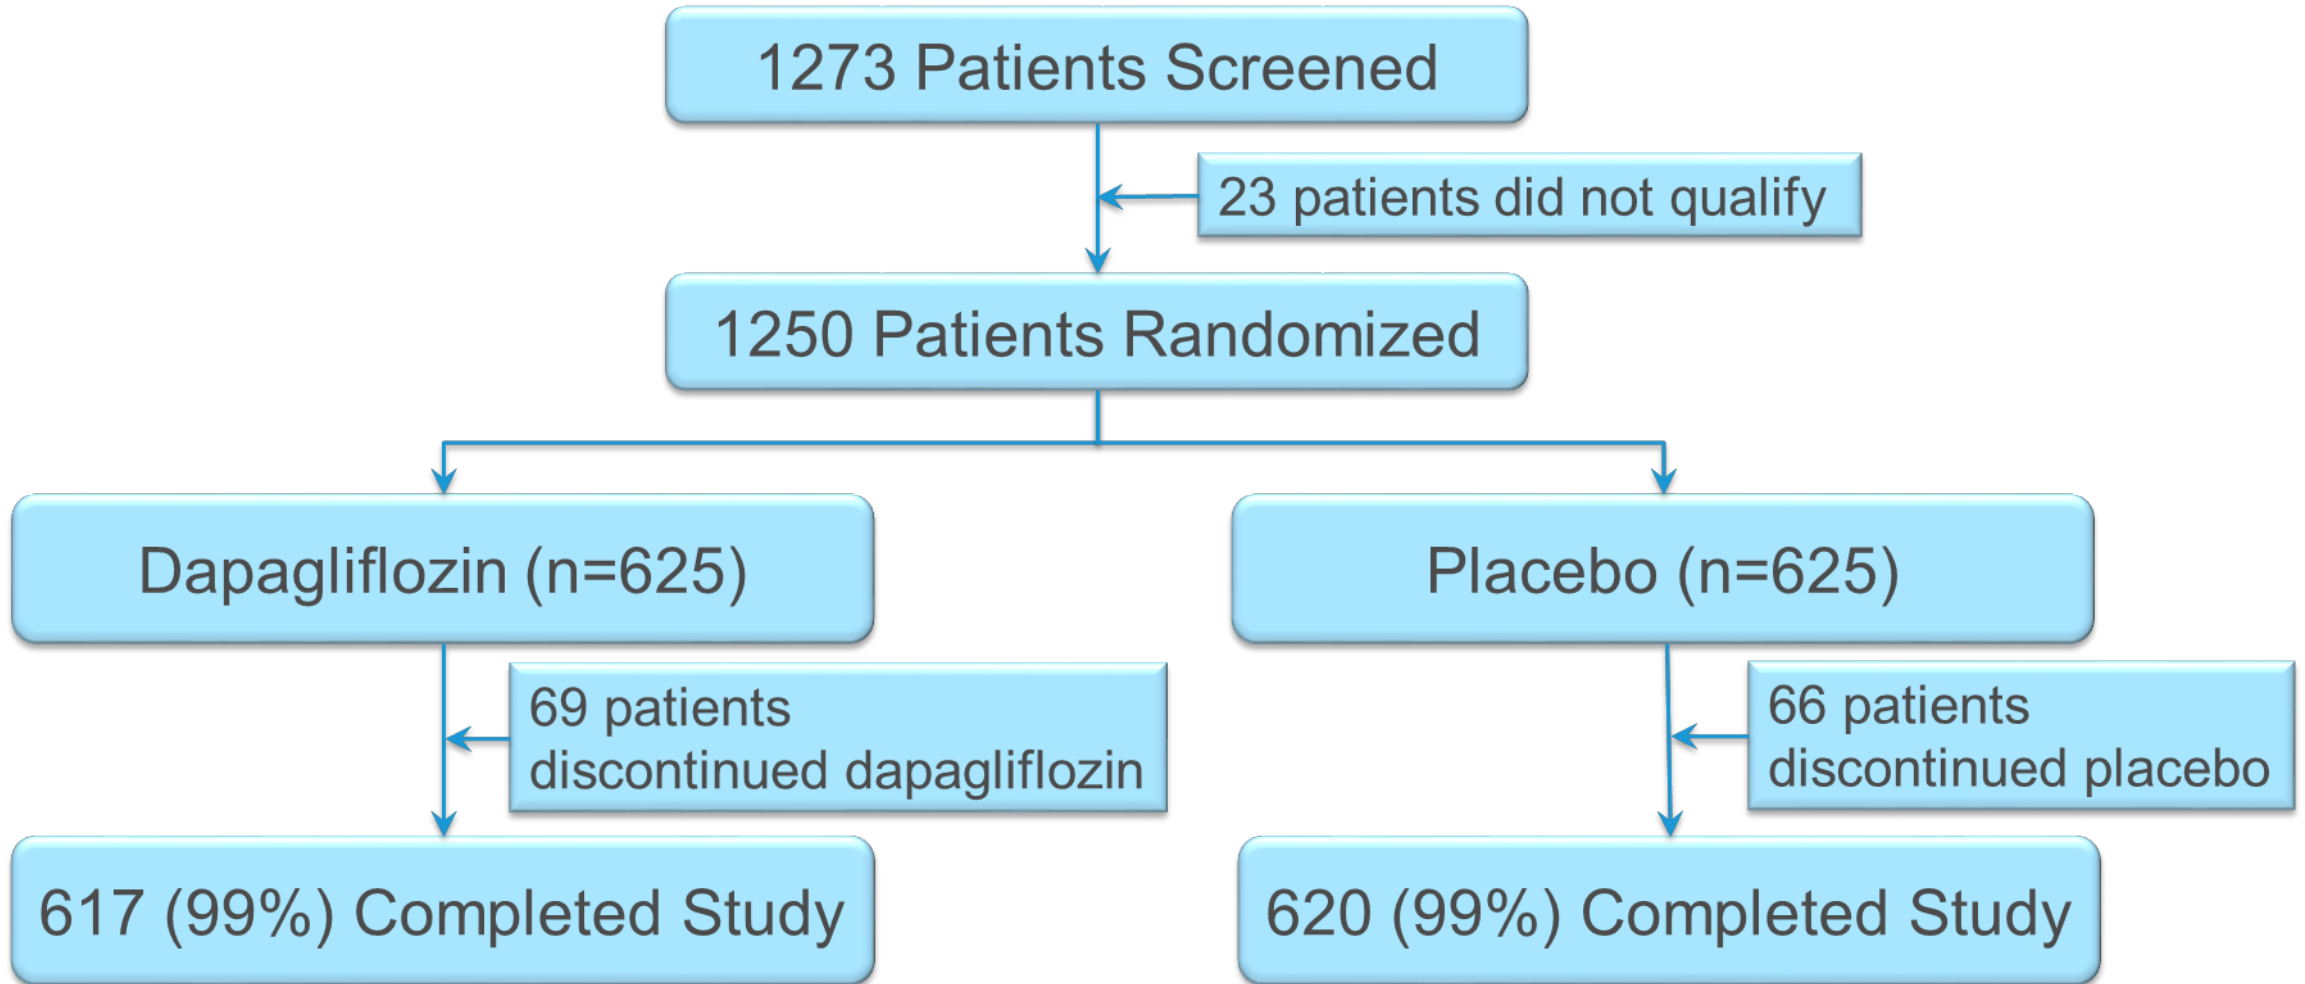 1273 Patients Screened
23 patients did not qualify
1250 Patients Randomized
Dapagliflozin (n=625)
Placebo (n=625)
69 patients
discontinued dapagliflozin
66 patients
discontinued placebo
617 (99%) Completed Study
620 (99%) Completed Study